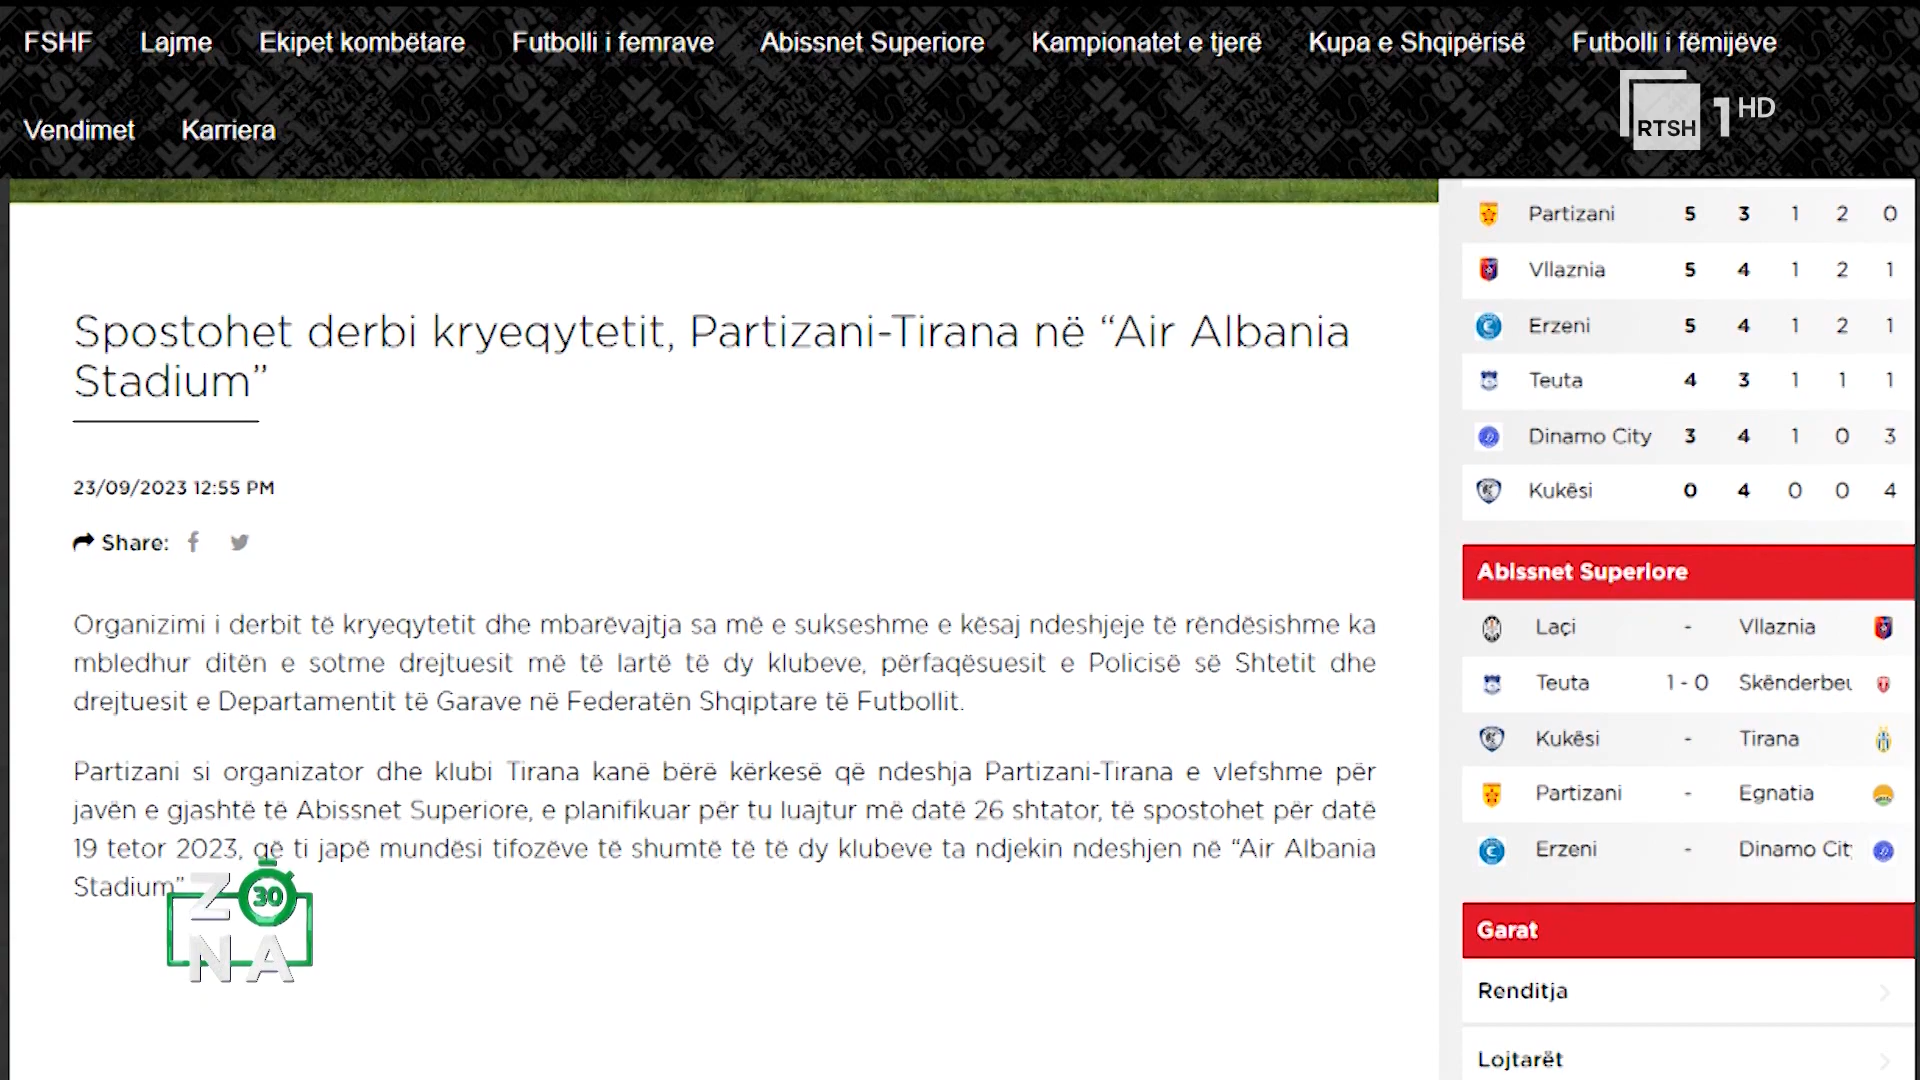 FSHF Lajme Ekipet kombëtare Futbolli i femrave Abissnet Superiore Kampionatet e tjerë Kupa e Shqipërisë Futbolli i fëmijëve
RTSH 1 HD
Vendimet Karriera
Spostohet derbi kryeqytetit, Partizani-Tirana në “Air Albania
Stadium”
23/09/2023 12:55 PM
Share:
Organizimi i derbit të kryeqytetit dhe mbarëvajtja sa më e sukseshme e kësaj ndeshjeje të rëndësishme ka
mbledhur ditën e sotme drejtuesit më të lartë të dy klubeve, përfaqësuesit e Policisë së Shtetit dhe
drejtuesit e Departamentit të Garave në Federatën Shqiptare të Futbollit.
Partizani si organizator dhe klubi Tirana kanë bërë kërkesë që ndeshja Partizani-Tirana e vlefshme për
javën e gjashtë të Abissnet Superiore, e planifikuar për tu luajtur më datë 26 shtator, të spostohet për datë
19 tetor 2023, që ti japë mundësi tifozëve të shumtë të të dy klubeve ta ndjekin ndeshjen në “Air Albania
Stadium”
Z 30
NA
Partizani 5 3 1 2 0
Vllaznia 5 4 1 2 1
Erzeni 5 4 1 2 1
Teuta 4 3 1 1 1
Dinamo City 3 4 1 0 3
Kukësi 0 4 0 0 4
Abissnet Superiore
Laçi - Vllaznia
Teuta 1 - 0 Skënderbeu
Kukësi - Tirana
Partizani - Egnatia
Erzeni - Dinamo Cit
Garat
Renditja
Lojtarët